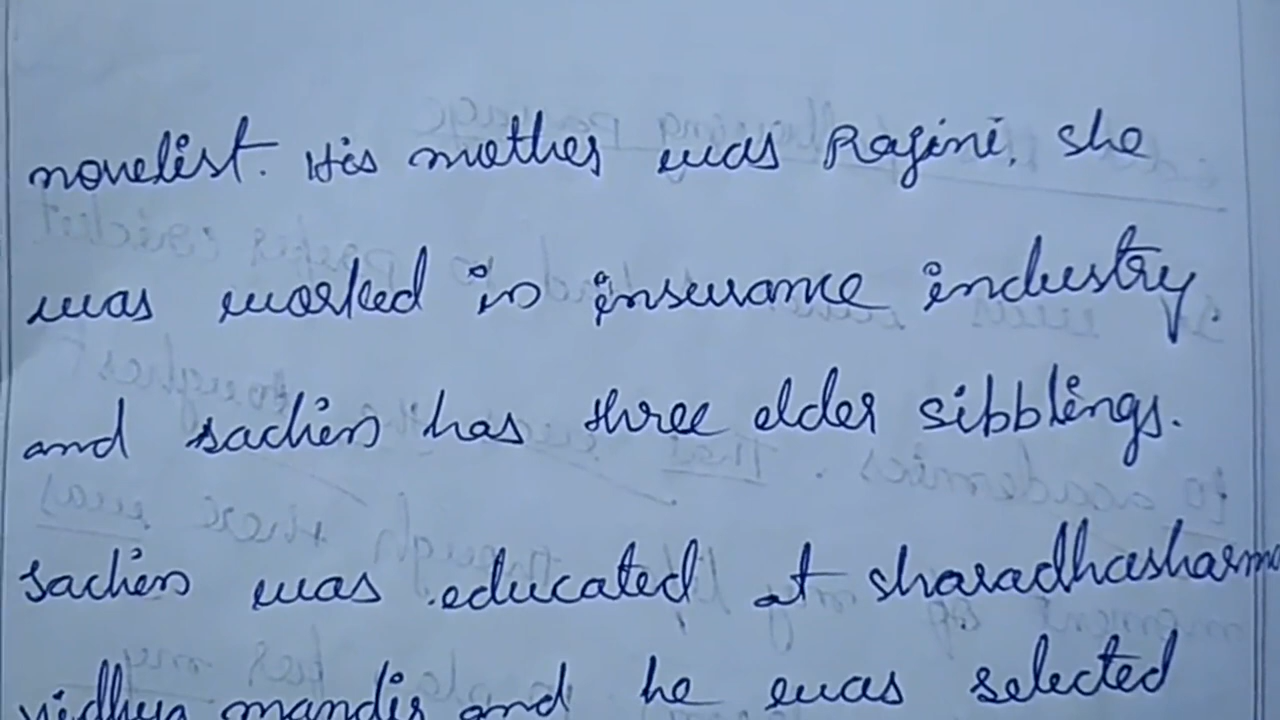 novelist. His mother was Rajini, she
was worked in insurance industry.
and sachin has three elder sibblings.
sachin was educated at sharadhasharma
vidhya mandir and he was selected